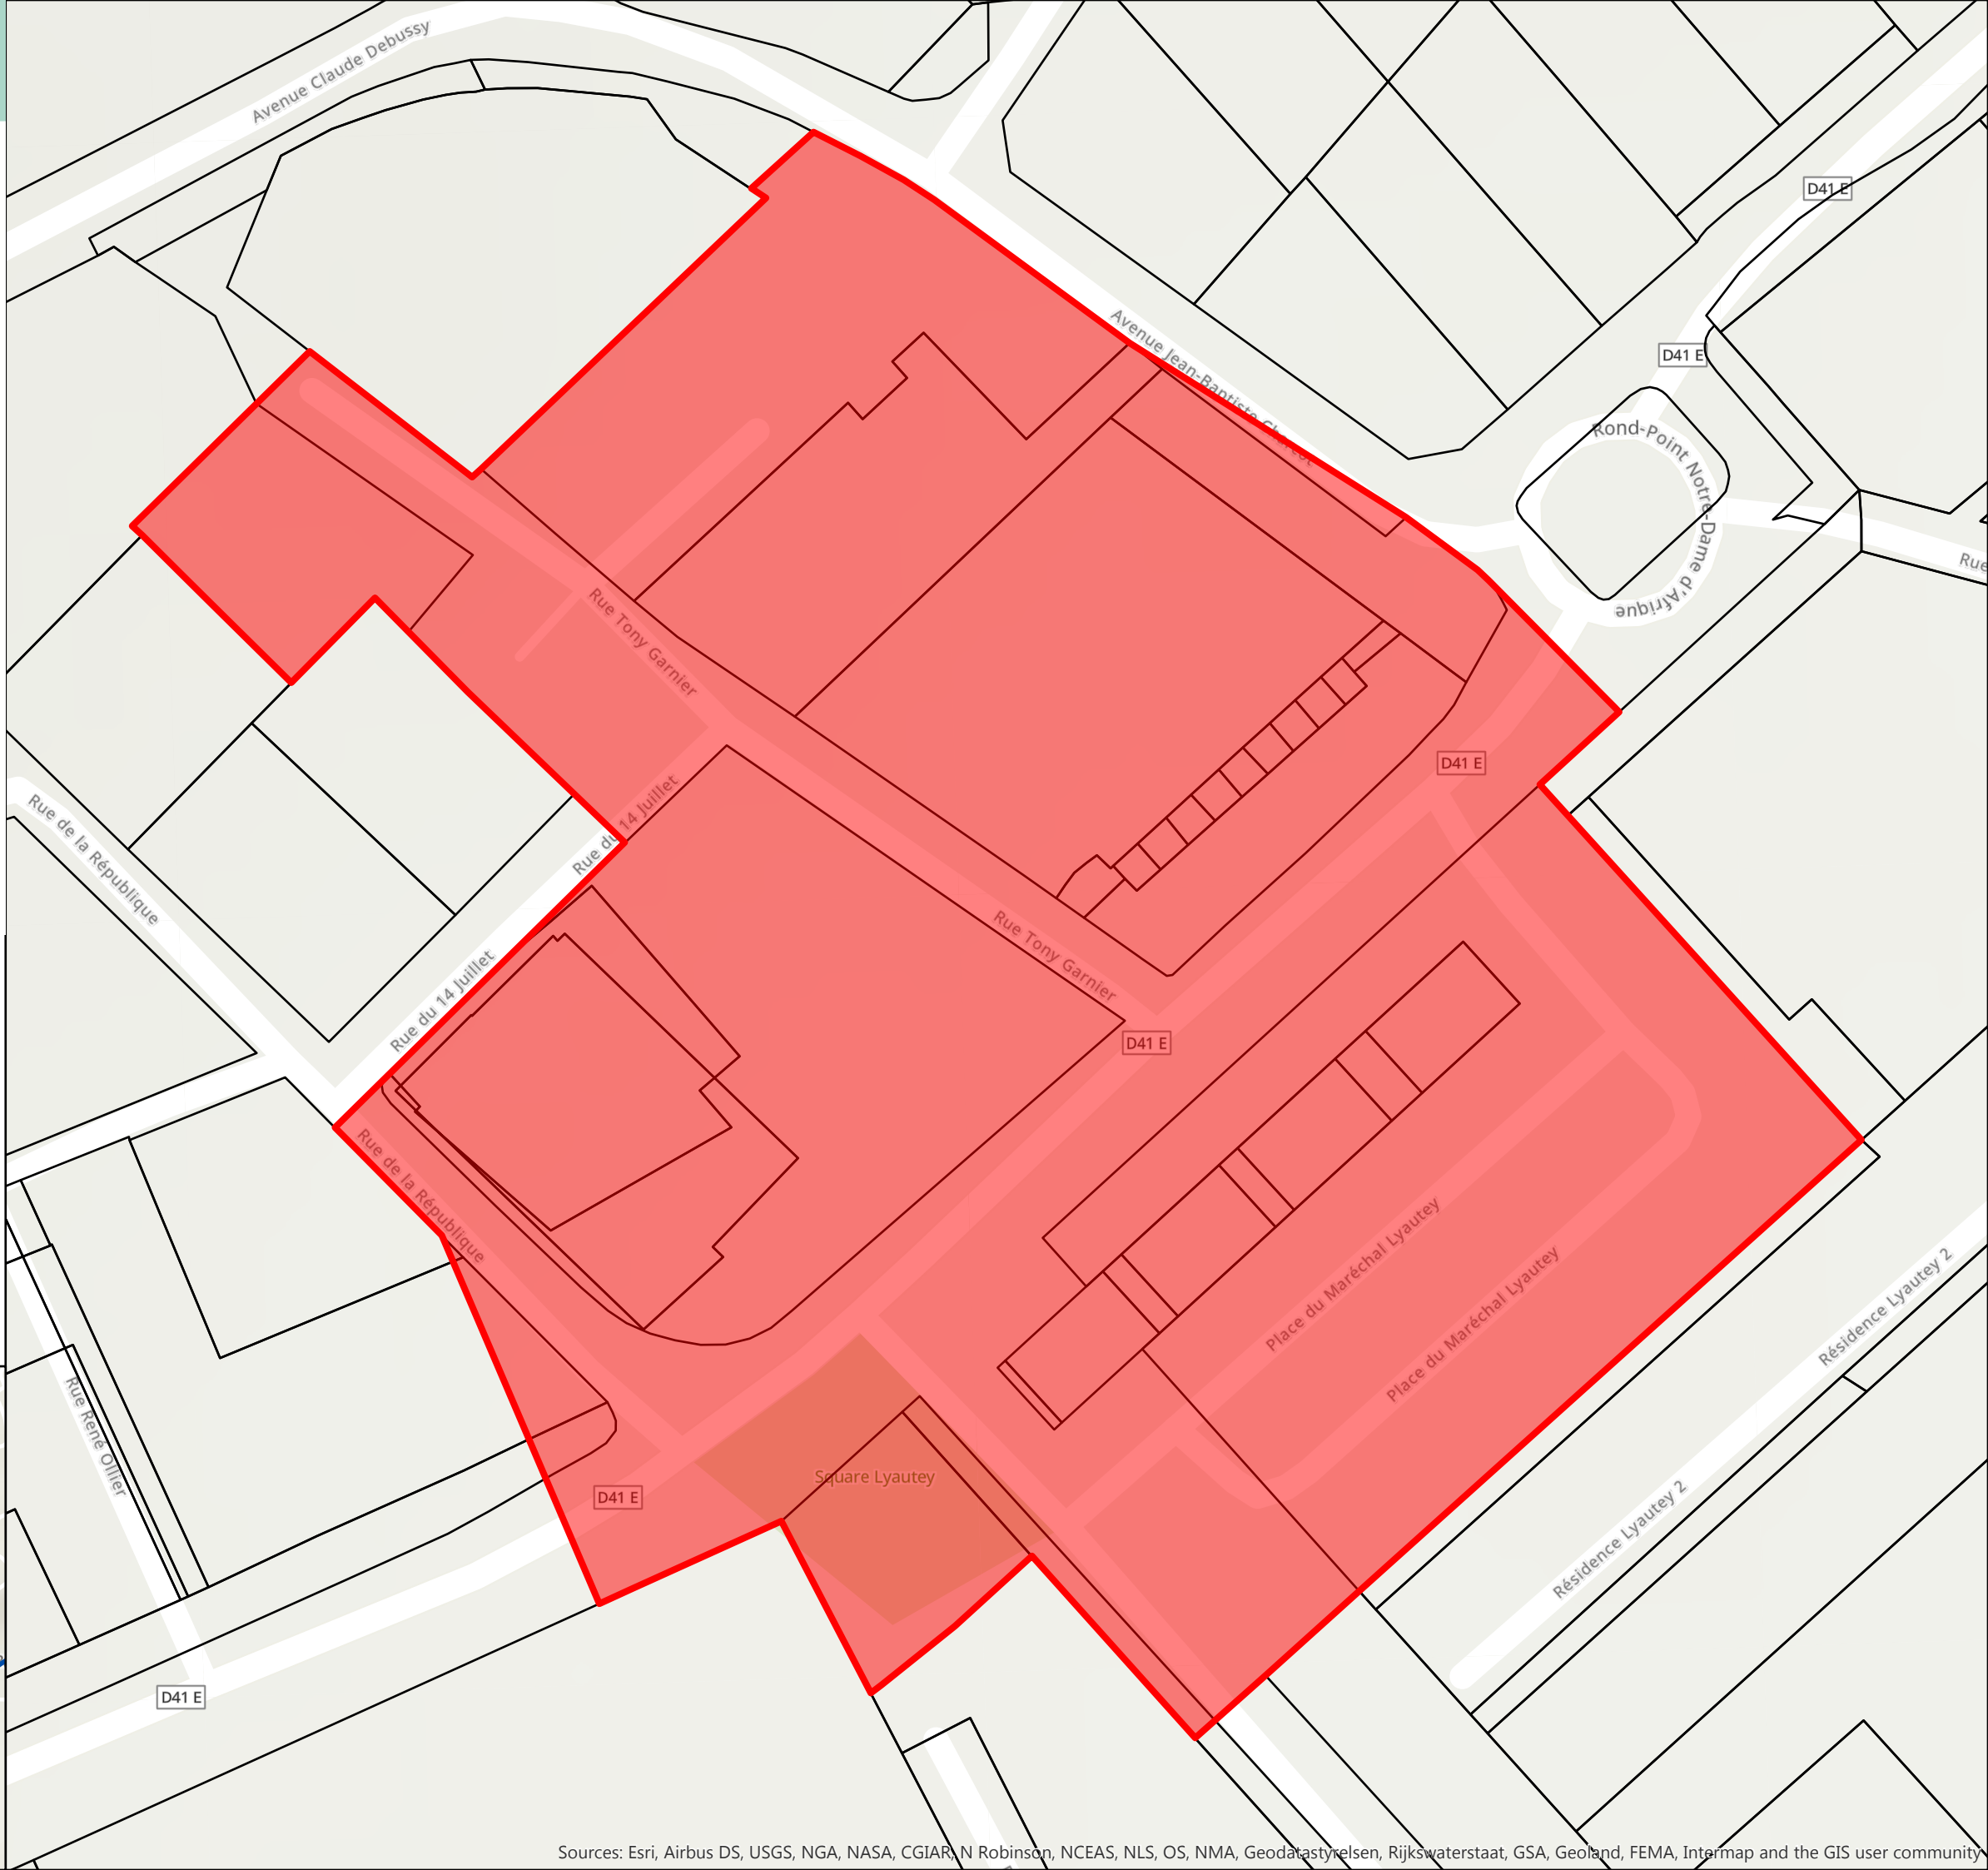 Avenue Claude Debussy
D41 E
Avenue Jean-Baptiste Charcot
D41 E
Rond-Point Notre-Dame d'Afrique
Rue
Rue Tony Garnier
D41 E
Rue du 14 Juillet
Rue de la République
Rue Tony Garnier
Rue du 14 Juillet
D41 E
Rue de la République
Place du Maréchal Lyautey
Place du Maréchal Lyautey
Résidence Lyautey 2
Rue René Ollier
Square Lyautey
D41 E
Résidence Lyautey 2
D41 E
Sources: Esri, Airbus DS, USGS, NGA, NASA, CGIAR, N Robinson, NCEAS, NLS, OS, NMA, Geodatastyrelsen, Rijkswaterstaat, GSA, Geoland, FEMA, Intermap and the GIS user community